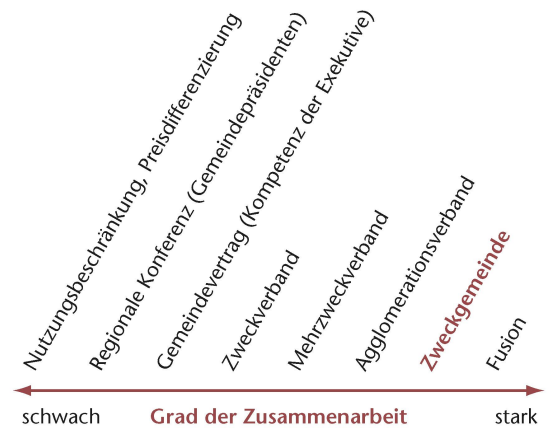 Nutzungsbeschränkung, Preisdifferenzierung
Regionale Konferenz (Gemeindepräsidenten)
Gemeindevertrag (Kompetenz der Exekutive)
Zweckverband
Mehrzweckverband
Agglomerationsverband
Zweckgemeinde
Fusion
schwach Grad der Zusammenarbeit stark